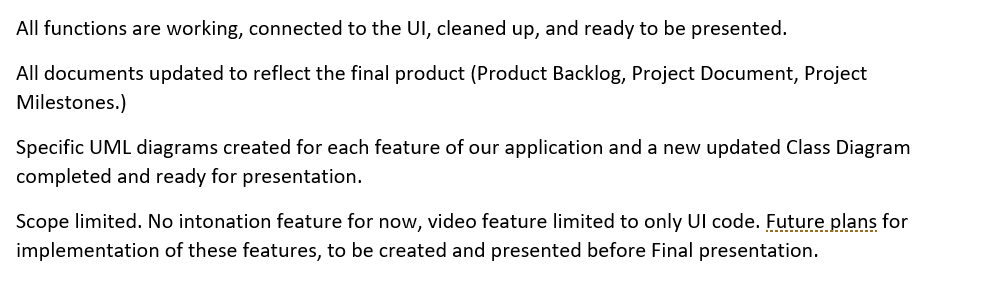 All functions are working, connected to the UI, cleaned up, and ready to be presented.
All documents updated to reflect the final product (Product Backlog, Project Document, Project
Milestones.)
Specific UML diagrams created for each feature of our application and a new updated Class Diagram
completed and ready for presentation.
Scope limited. No intonation feature for now, video feature limited to only UI code. Future plans for
implementation of these features, to be created and presented before Final presentation.